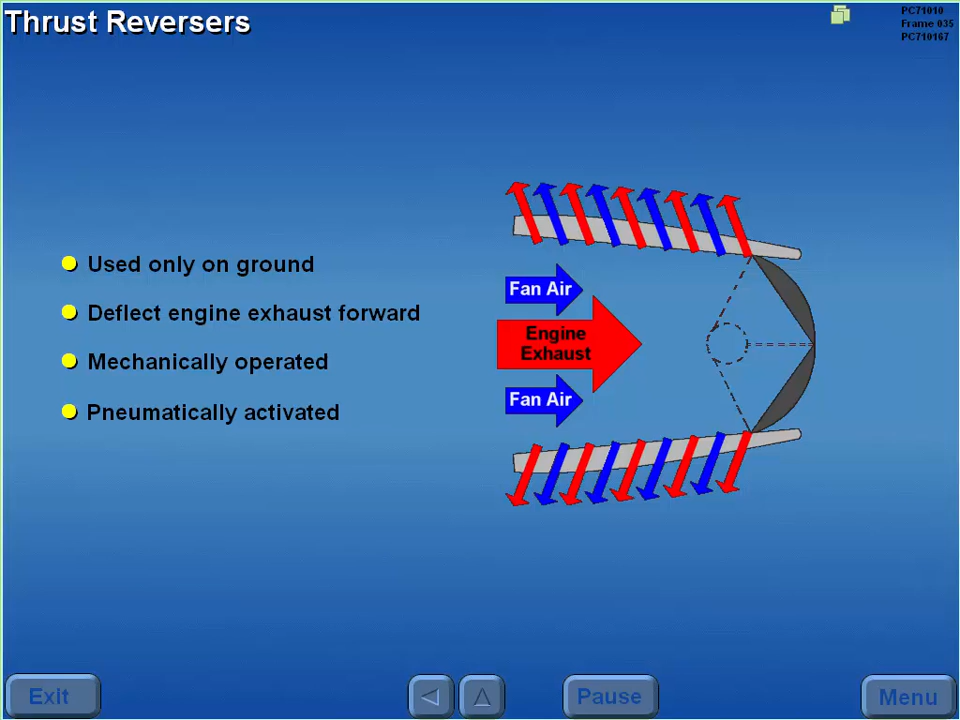 Thrust Reversers
PC71010
Frame 035
PC710167
Used only on ground
Deflect engine exhaust forward
Mechanically operated
Pneumatically activated
Fan Air
Engine
Exhaust
Fan Air
Exit
Pause
Menu